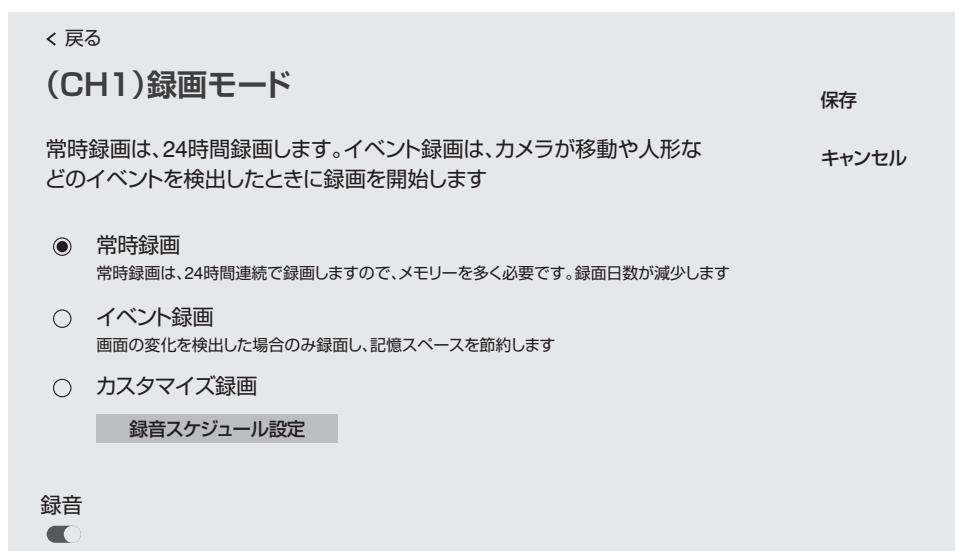 < 戻る
(CH1)録画モード
保存
常時録画は、24時間録画します。イベント録画は、カメラが移動や人形な
どのイベントを検出したときに録画を開始します
キャンセル
常時録画
常時録画は、24時間連続で録画しますので、メモリーを多く必要です。録面日数が減少します
イベント録画
画面の変化を検出した場合のみ録面し、記憶スペースを節約します
カスタマイズ録画
録音スケジュール設定
録音